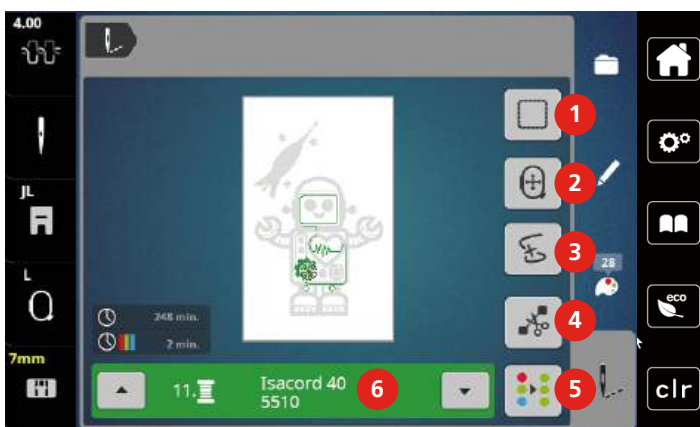 4.00
JL
L
7mm
248 min.
2 min.
11.
Isacord 40
5510
1
2
3
4
5
6
28
eco
clr